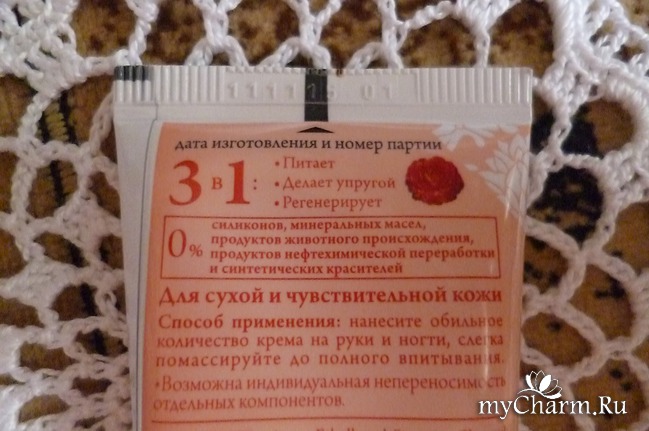 111115 01
дата изготовления и номер партии
3 в 1:
• Питает
• Делает упругой
• Регенерирует
0%
силиконов, минеральных масел,
продуктов животного происхождения,
продуктов нефтехимической переработки
и синтетических красителей
Для сухой и чувствительной кожи
Способ применения: нанесите обильное
количество крема на руки и ногти, слегка
помассируйте до полного впитывания.
•Возможна индивидуальная непереносимость
отдельных компонентов.
myCharm.Ru